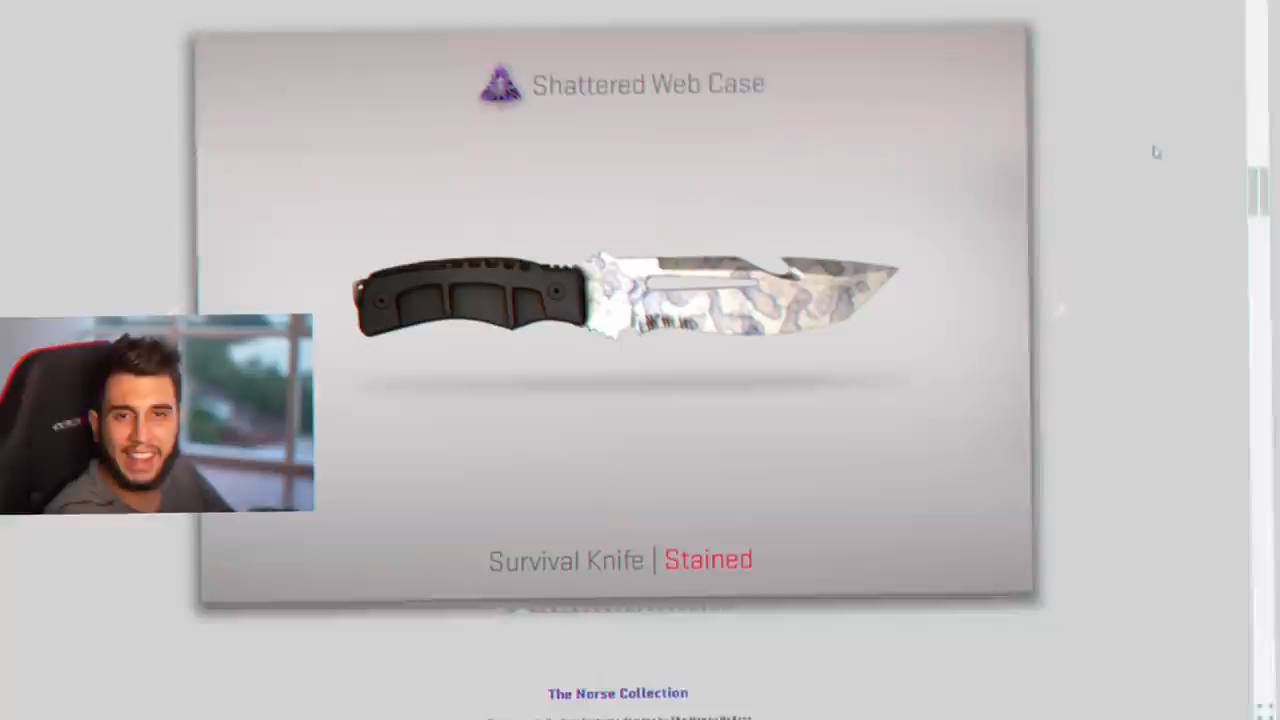 Shattered Web Case
Survival Knife | Stained
The Norse Collection